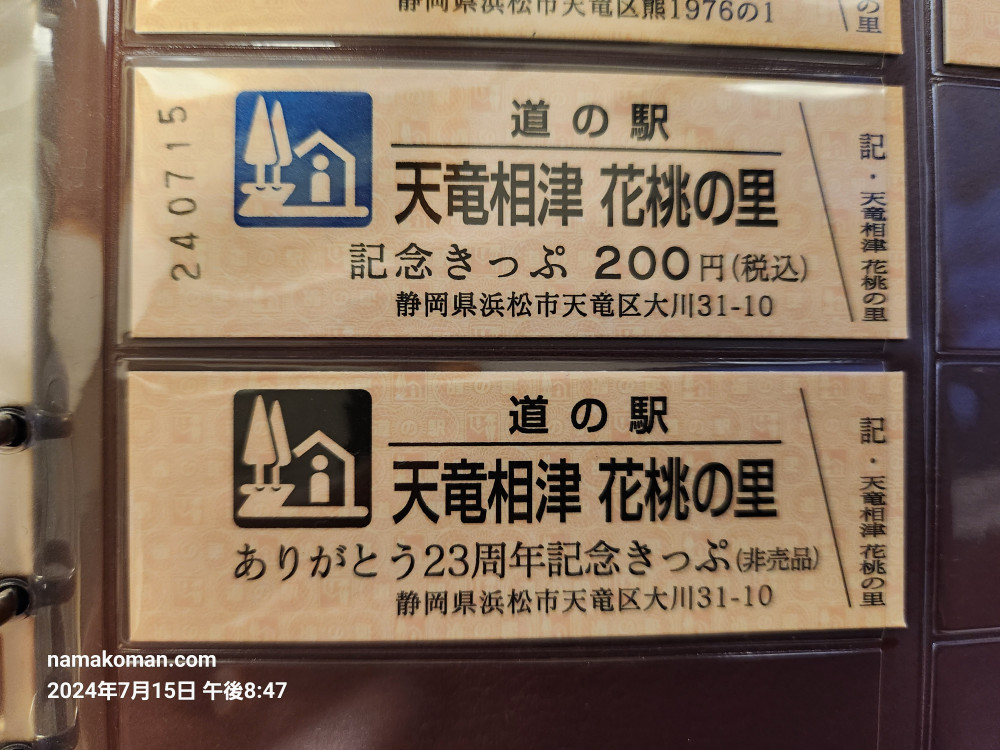 静岡県浜松市天竜区熊1976の1
の里
240715
道の駅
天竜相津 花桃の里
記念きっぷ 200円(税込)
静岡県浜松市天竜区大川31-10
記・天竜相津 花桃の里
道の駅
天竜相津 花桃の里
ありがとう23周年記念きっぷ(非売品)
静岡県浜松市天竜区大川31-10
記・天竜相津 花桃の里
namakoman.com
2024年7月15日 午後8:47